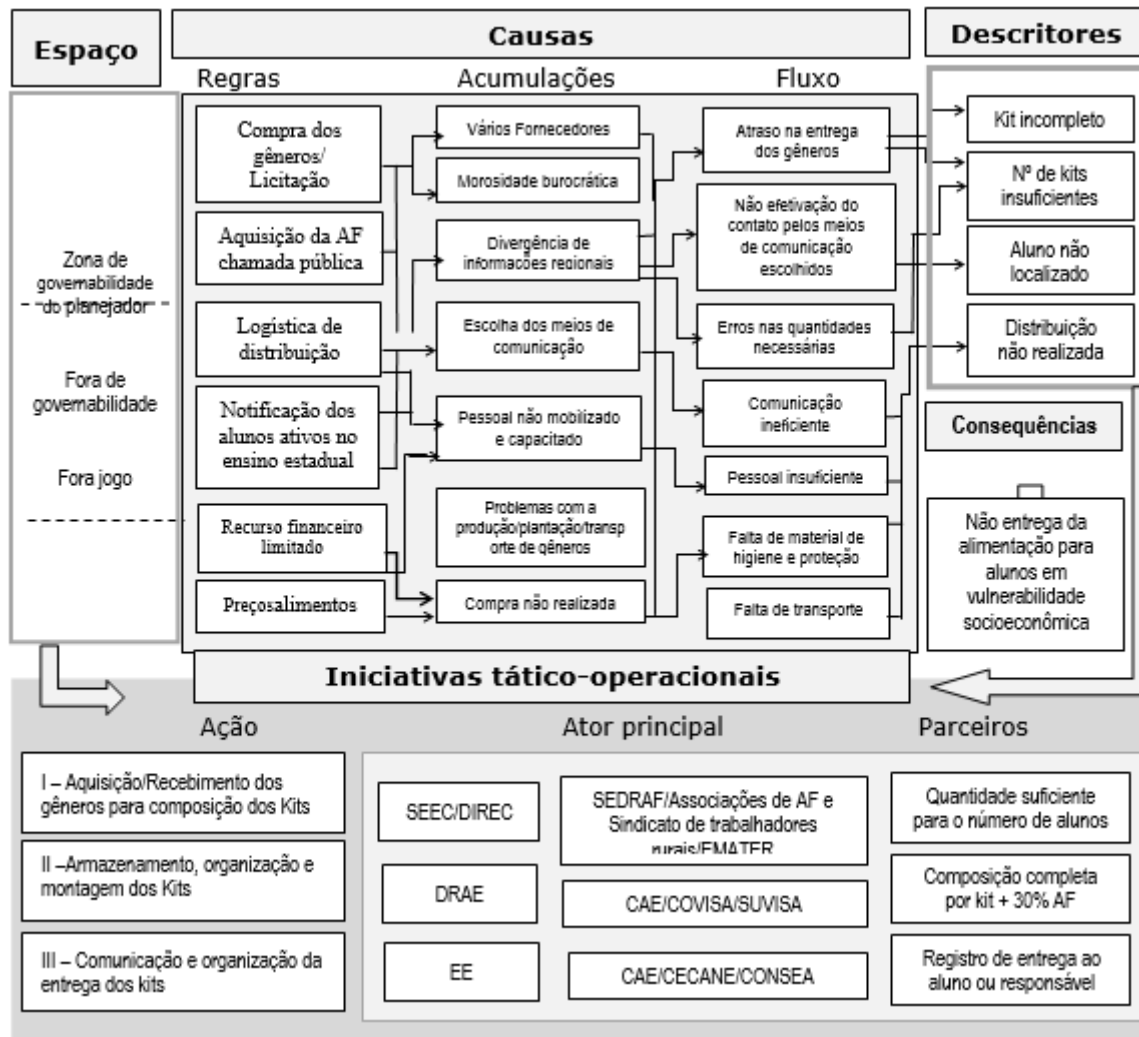 Espaço
Causas
Descritores
Regras
Acumulações
Fluxo
Zona de
governabilidade
do planejador
Fora de
governabilidade
Fora jogo
Compra dos
gêneros/
Licitação
Aquisição da AF
chamada pública
Logística de
distribuição
Notificação dos
alunos ativos no
ensino estadual
Recurso financeiro
limitado
Preçosalimentos
Vários Fornecedores
Morosidade burocrática
Divergência de
informações regionais
Escolha dos meios de
comunicação
Pessoal não mobilizado
e capacitado
Problemas com a
produção/plantação/transp
orte de gêneros
Compra não realizada
Atraso na entrega
dos gêneros
Não efetivação do
contato pelos meios
de comunicação
escolhidos
Erros nas quantidades
necessárias
Comunicação
ineficiente
Pessoal insuficiente
Falta de material de
higiene e proteção
Falta de transporte
Kit incompleto
Nº de kits
insuficientes
Aluno não
localizado
Distribuição
não realizada
Consequências
Não entrega da
alimentação para
alunos em
vulnerabilidade
socioeconômica
Iniciativas tático-operacionais
Ação
Ator principal
Parceiros
I – Aquisição/Recebimento dos
gêneros para composição dos Kits
II –Armazenamento, organização e
montagem dos Kits
III – Comunicação e organização da
entrega dos kits
SEEC/DIREC
DRAE
EE
SEDRAF/Associações de AF e
Sindicato de trabalhadores
rurais/EMATER
CAE/COVISA/SUVISA
CAE/CECANE/CONSEA
Quantidade suficiente
para o número de alunos
Composição completa
por kit + 30% AF
Registro de entrega ao
aluno ou responsável